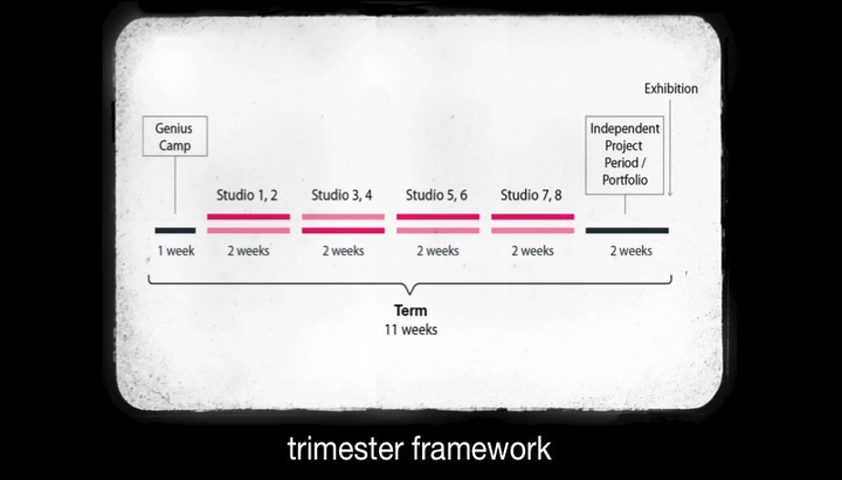 Exhibition
Genius
Camp
Independent
Project
Period /
Portfolio
Studio 1, 2
Studio 3, 4
Studio 5, 6
Studio 7, 8
1 week
2 weeks
2 weeks
2 weeks
2 weeks
2 weeks
Term
11 weeks
trimester framework